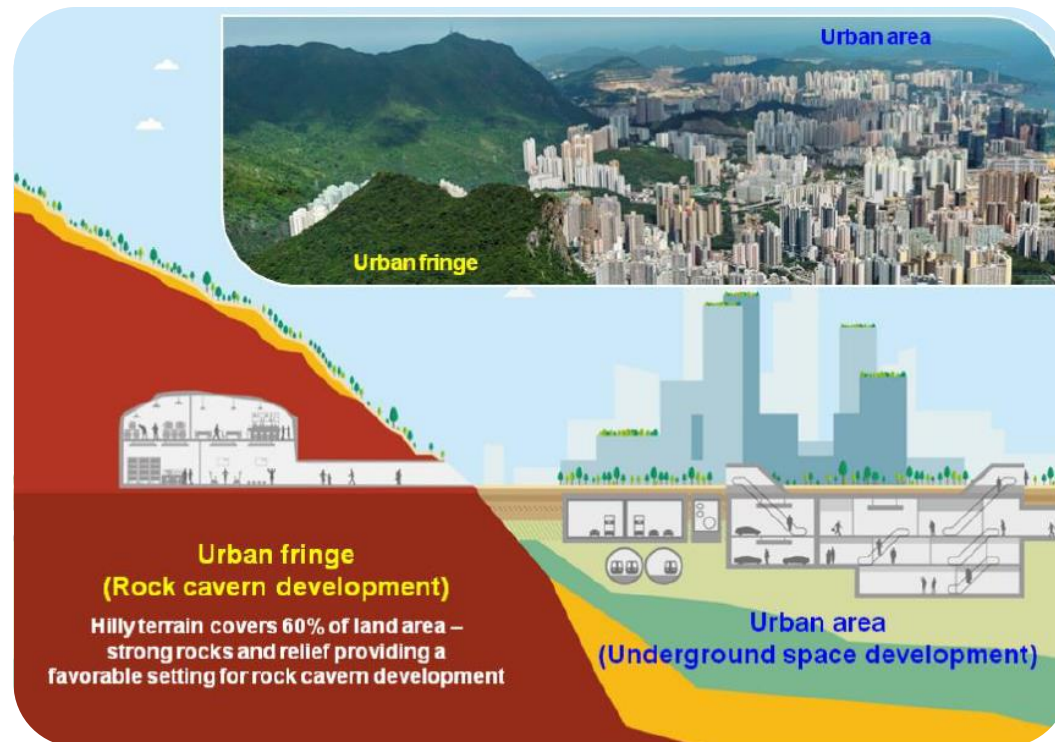 Urban area
Urban fringe
Urban fringe
(Rock cavern development)
Hilly terrain covers 60% of land area –
strong rocks and relief providing a
favorable setting for rock cavern development
Urban area
(Underground space development)